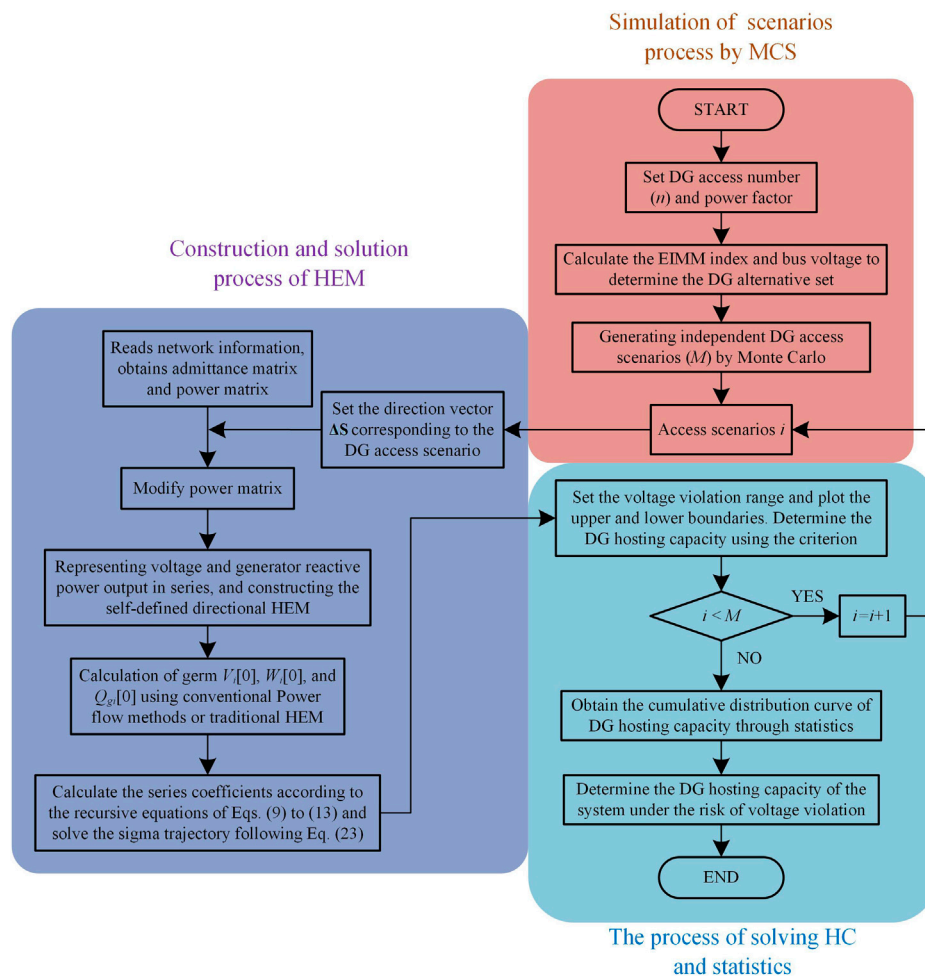 Simulation of scenarios
process by MCS
START
Set DG access number
(n) and power factor
Calculate the EIMM index and bus voltage to
determine the DG alternative set
Generating independent DG access
scenarios (M) by Monte Carlo
Access scenarios i
Construction and solution
process of HEM
Reads network information,
obtains admittance matrix
and power matrix
Set the direction vector
ΔS corresponding to the
DG access scenario
Modify power matrix
Representing voltage and generator reactive
power output in series, and constructing the
self-defined directional HEM
Calculation of germ Vi[0], Wi[0], and
Qgi[0] using conventional Power
flow methods or traditional HEM
Calculate the series coefficients according to
the recursive equations of Eqs. (9) to (13) and
solve the sigma trajectory following Eq. (23)
Set the voltage violation range and plot the
upper and lower boundaries. Determine the
DG hosting capacity using the criterion
i < M
YES
i=i+1
NO
Obtain the cumulative distribution curve of
DG hosting capacity through statistics
Determine the DG hosting capacity of the
system under the risk of voltage violation
END
The process of solving HC
and statistics